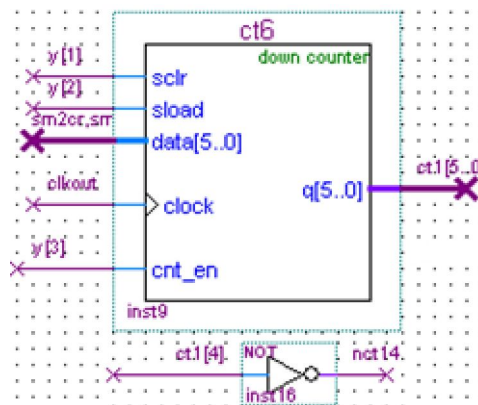 ct6
down counter
y[1]
sclr
y[2]
sload
sm2cr,sm
data[5..0]
clkout
clock
q[5..0]
ct1[5..0
y[3]
cnt_en
inst9
ct1[4]
NOT
nct14
inst16